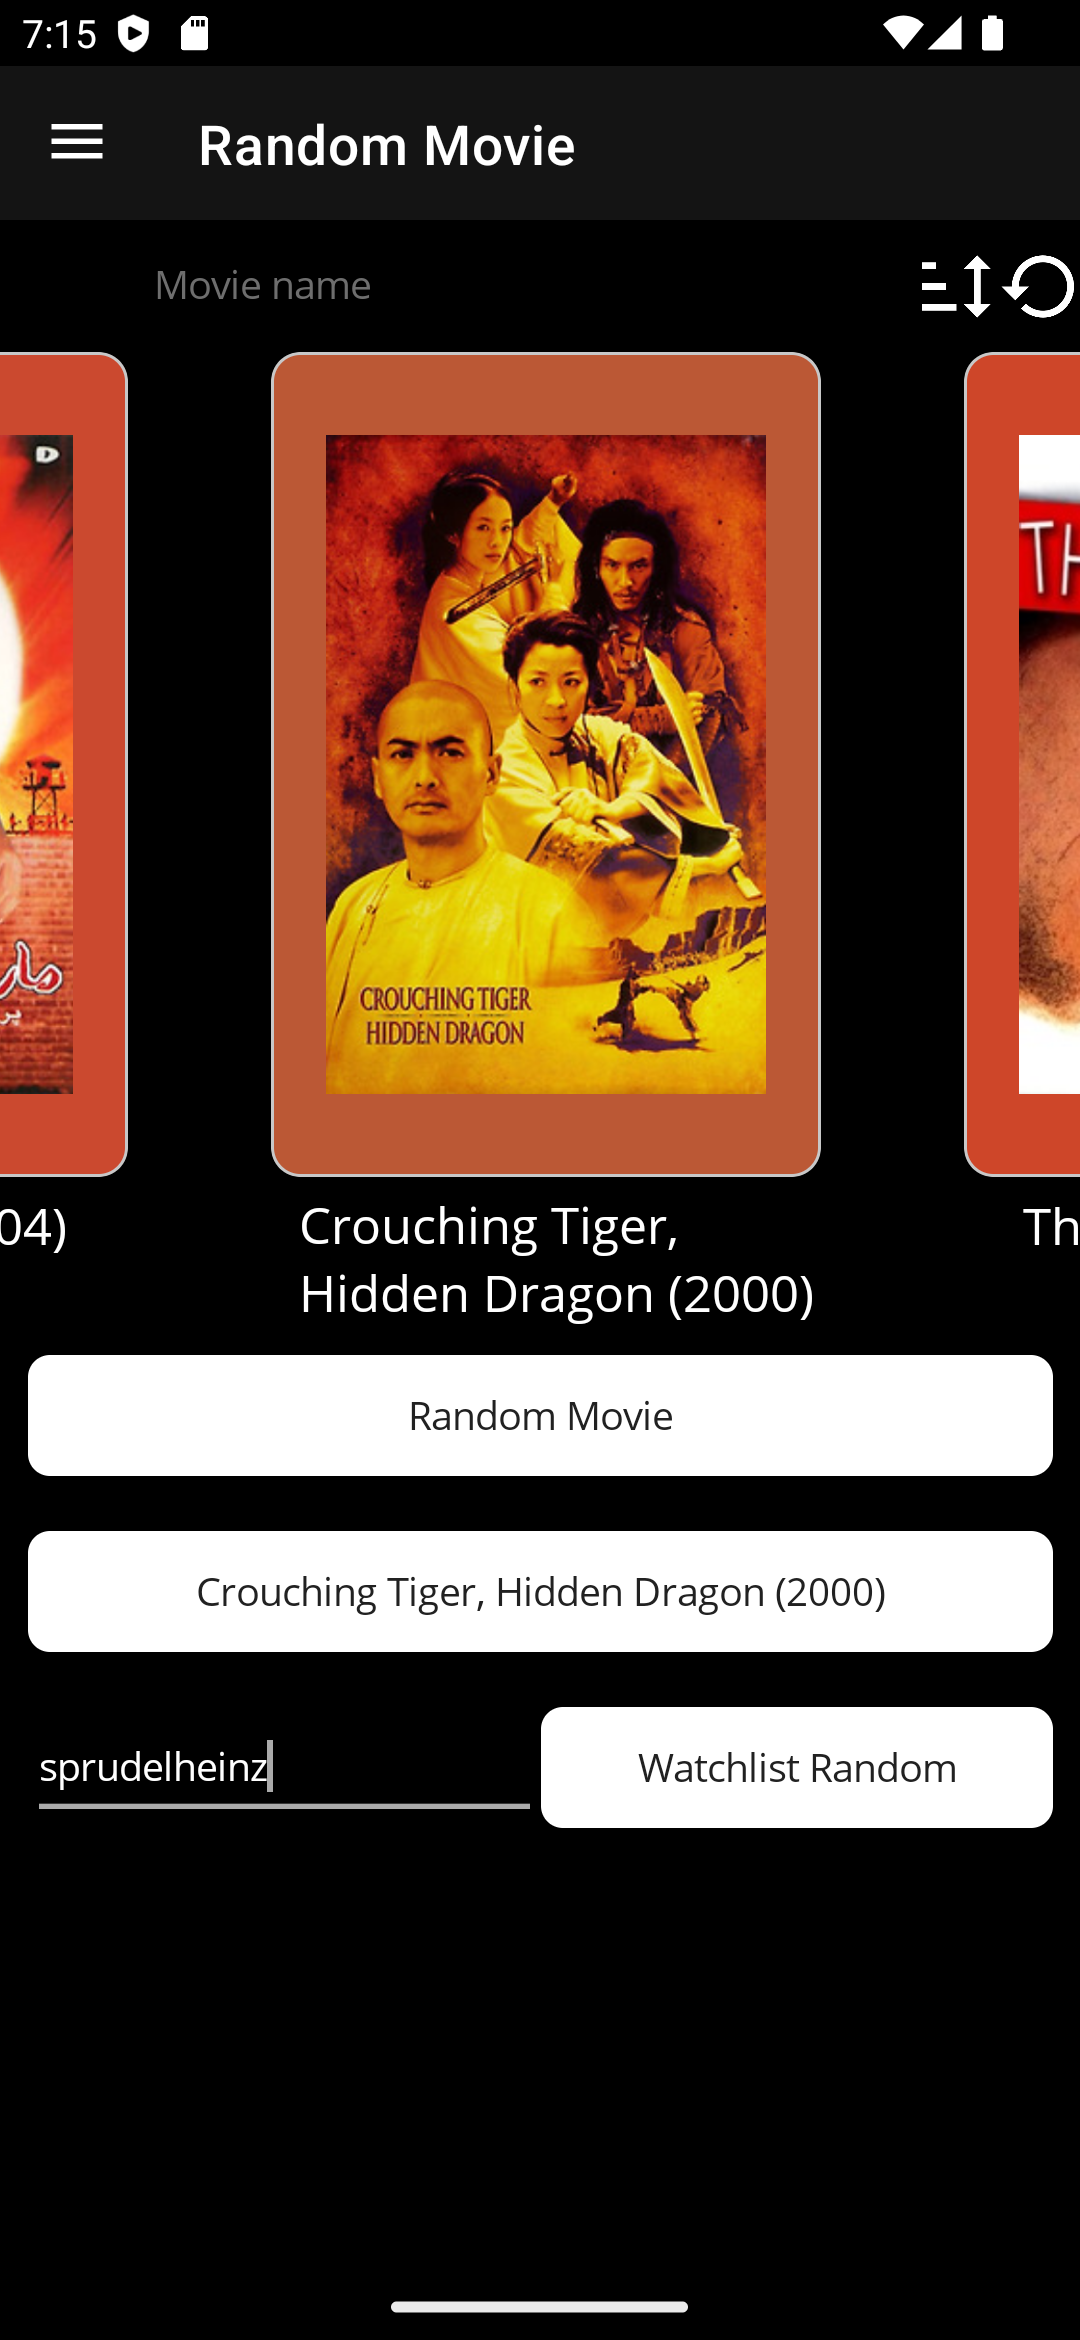 7:15
Random Movie
Movie name
D
CROUCHING TIGER
HIDDEN DRAGON
TH
04)
Crouching Tiger,
Hidden Dragon (2000)
Th
Random Movie
Crouching Tiger, Hidden Dragon (2000)
sprudelheinz
Watchlist Random